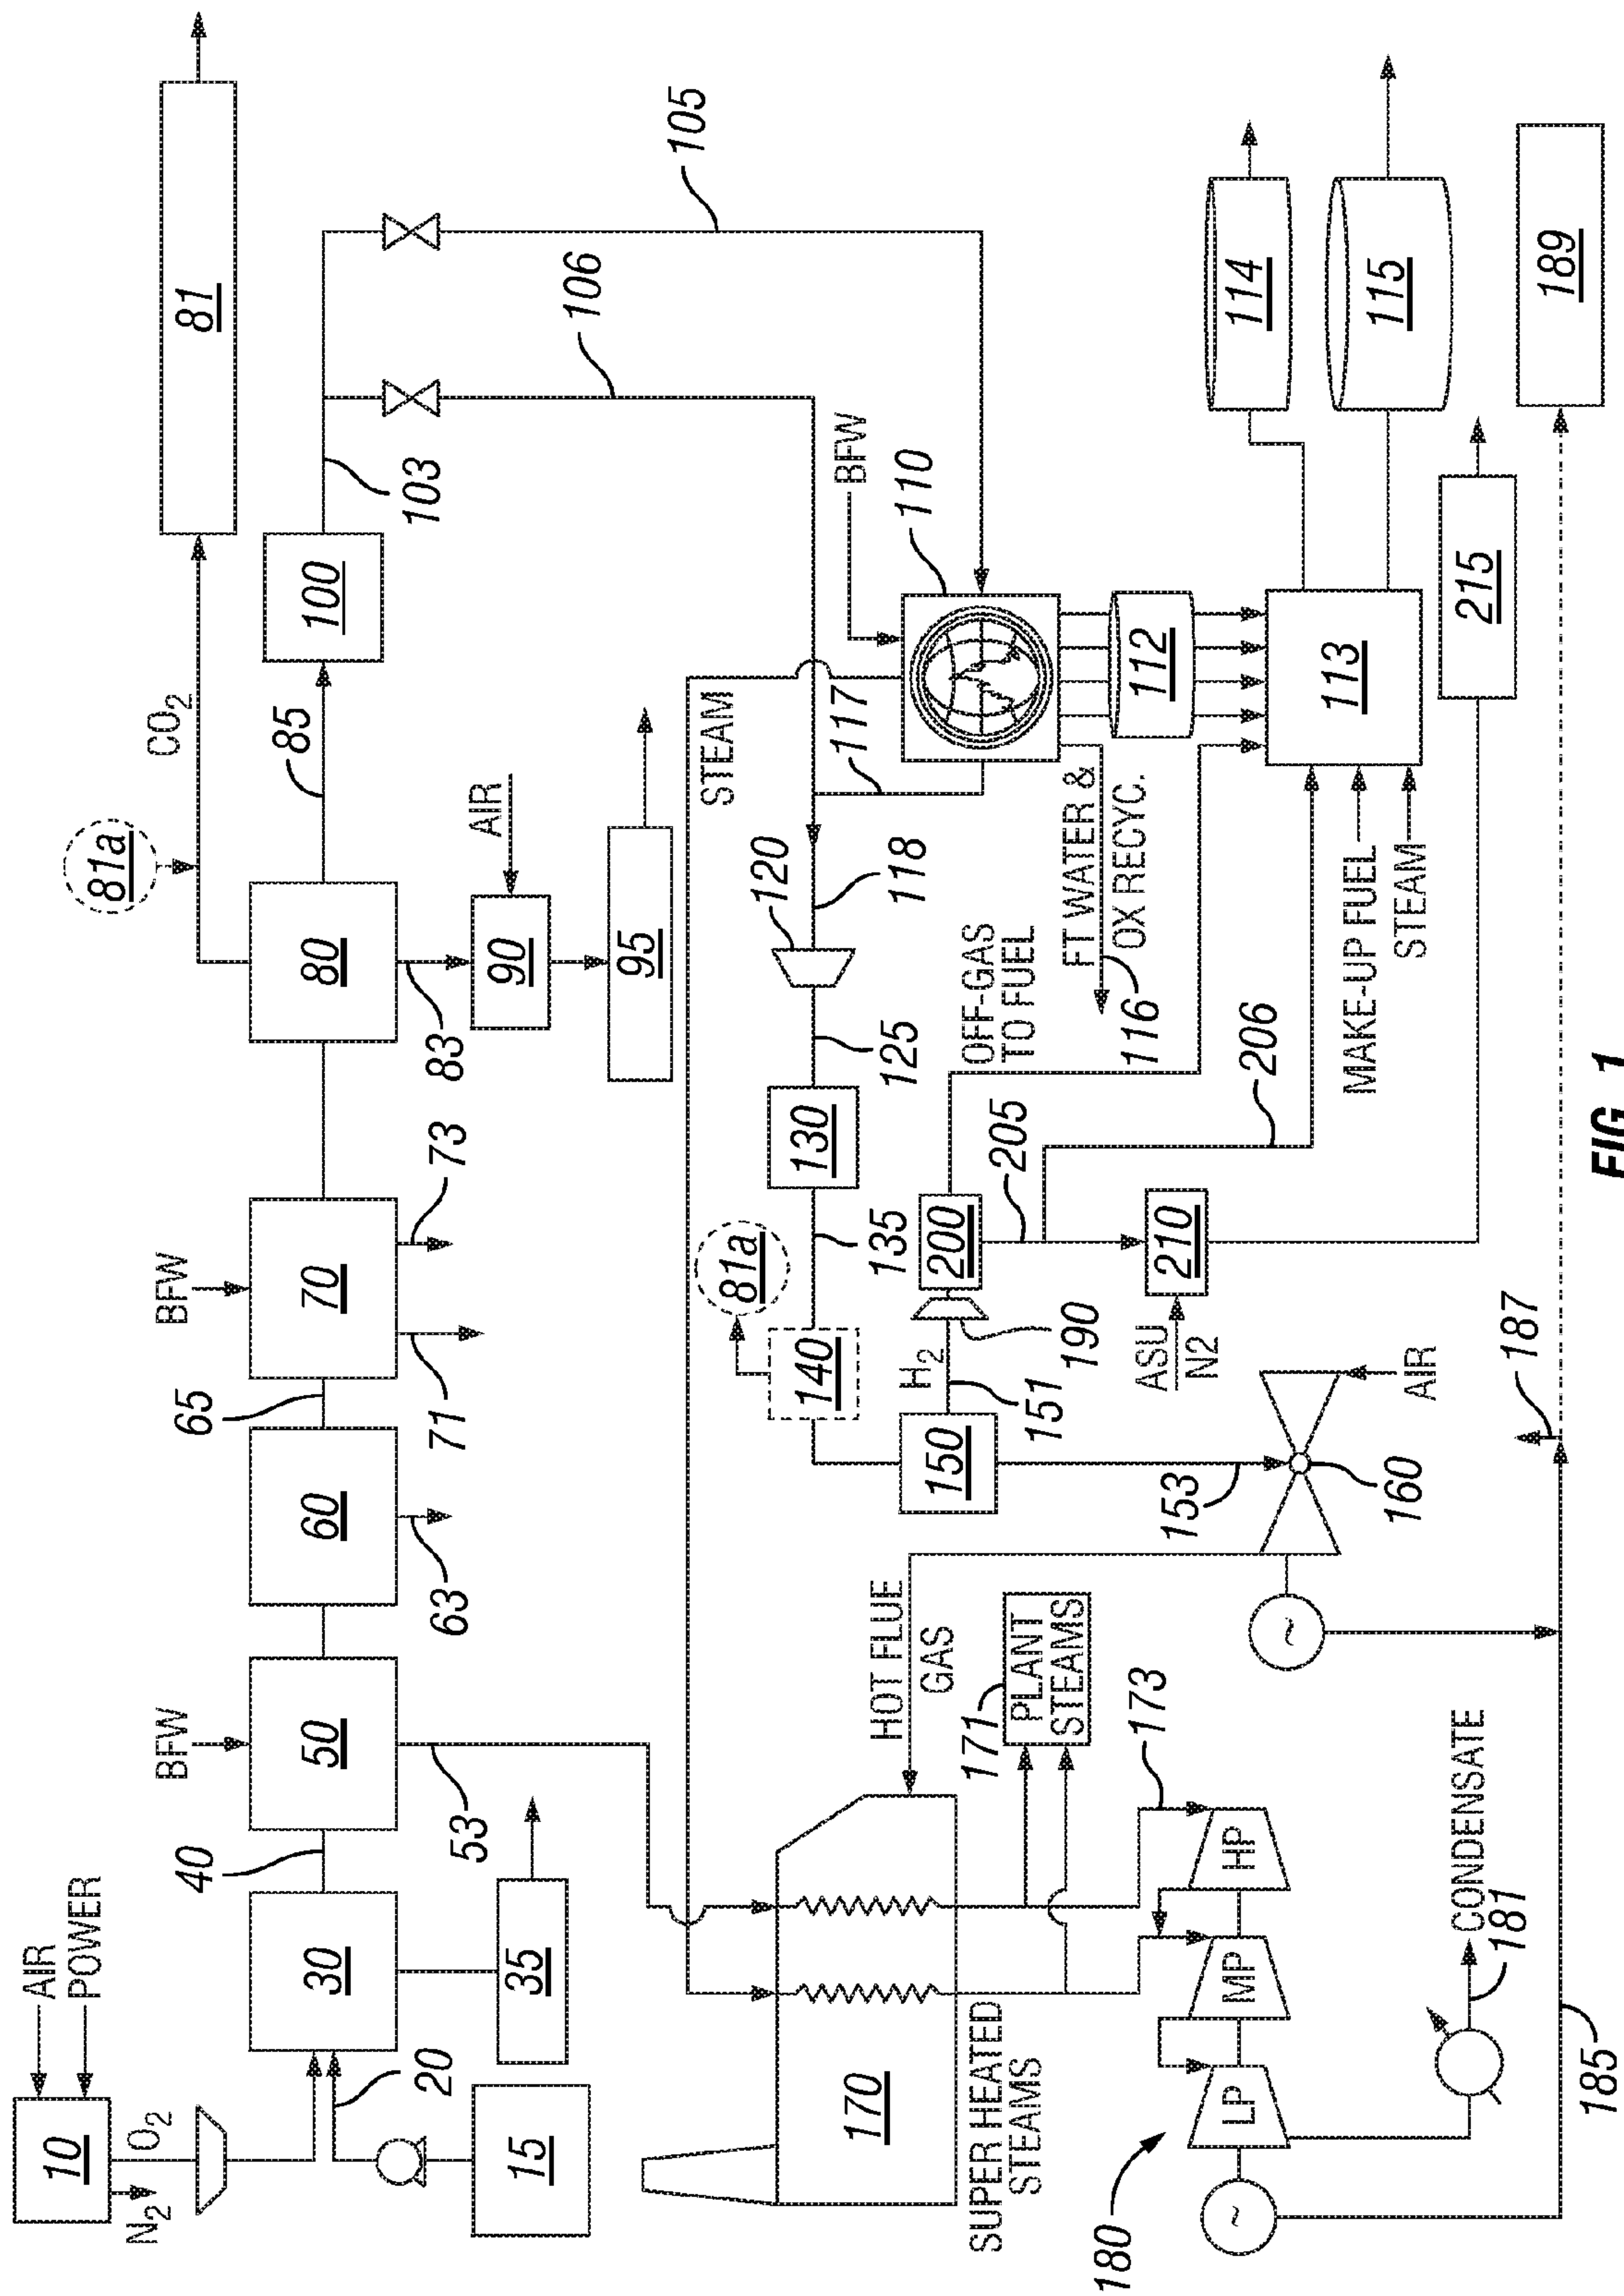 AIR
POWER
10
N2
O2
20
15
30
35
40
BFW
50
53
60
63
65
BFW
70
71
73
80
83
81a
CO2
81
85
AIR
90
95
100
103
105
106
STEAM
BFW
110
117
118
120
125
130
135
81a
140
112
FT WATER &
OX RECYC.
116
OFF-GAS
TO FUEL
113
114
115
MAKE-UP FUEL
STEAM
150
151
H2
190
200
205
206
ASU
N2
210
215
153
160
AIR
HOT FLUE
GAS
170
171
PLANT
STEAMS
173
SUPER HEATED
STEAMS
HP
MP
LP
180
CONDENSATE
181
185
187
189
FIG. 1